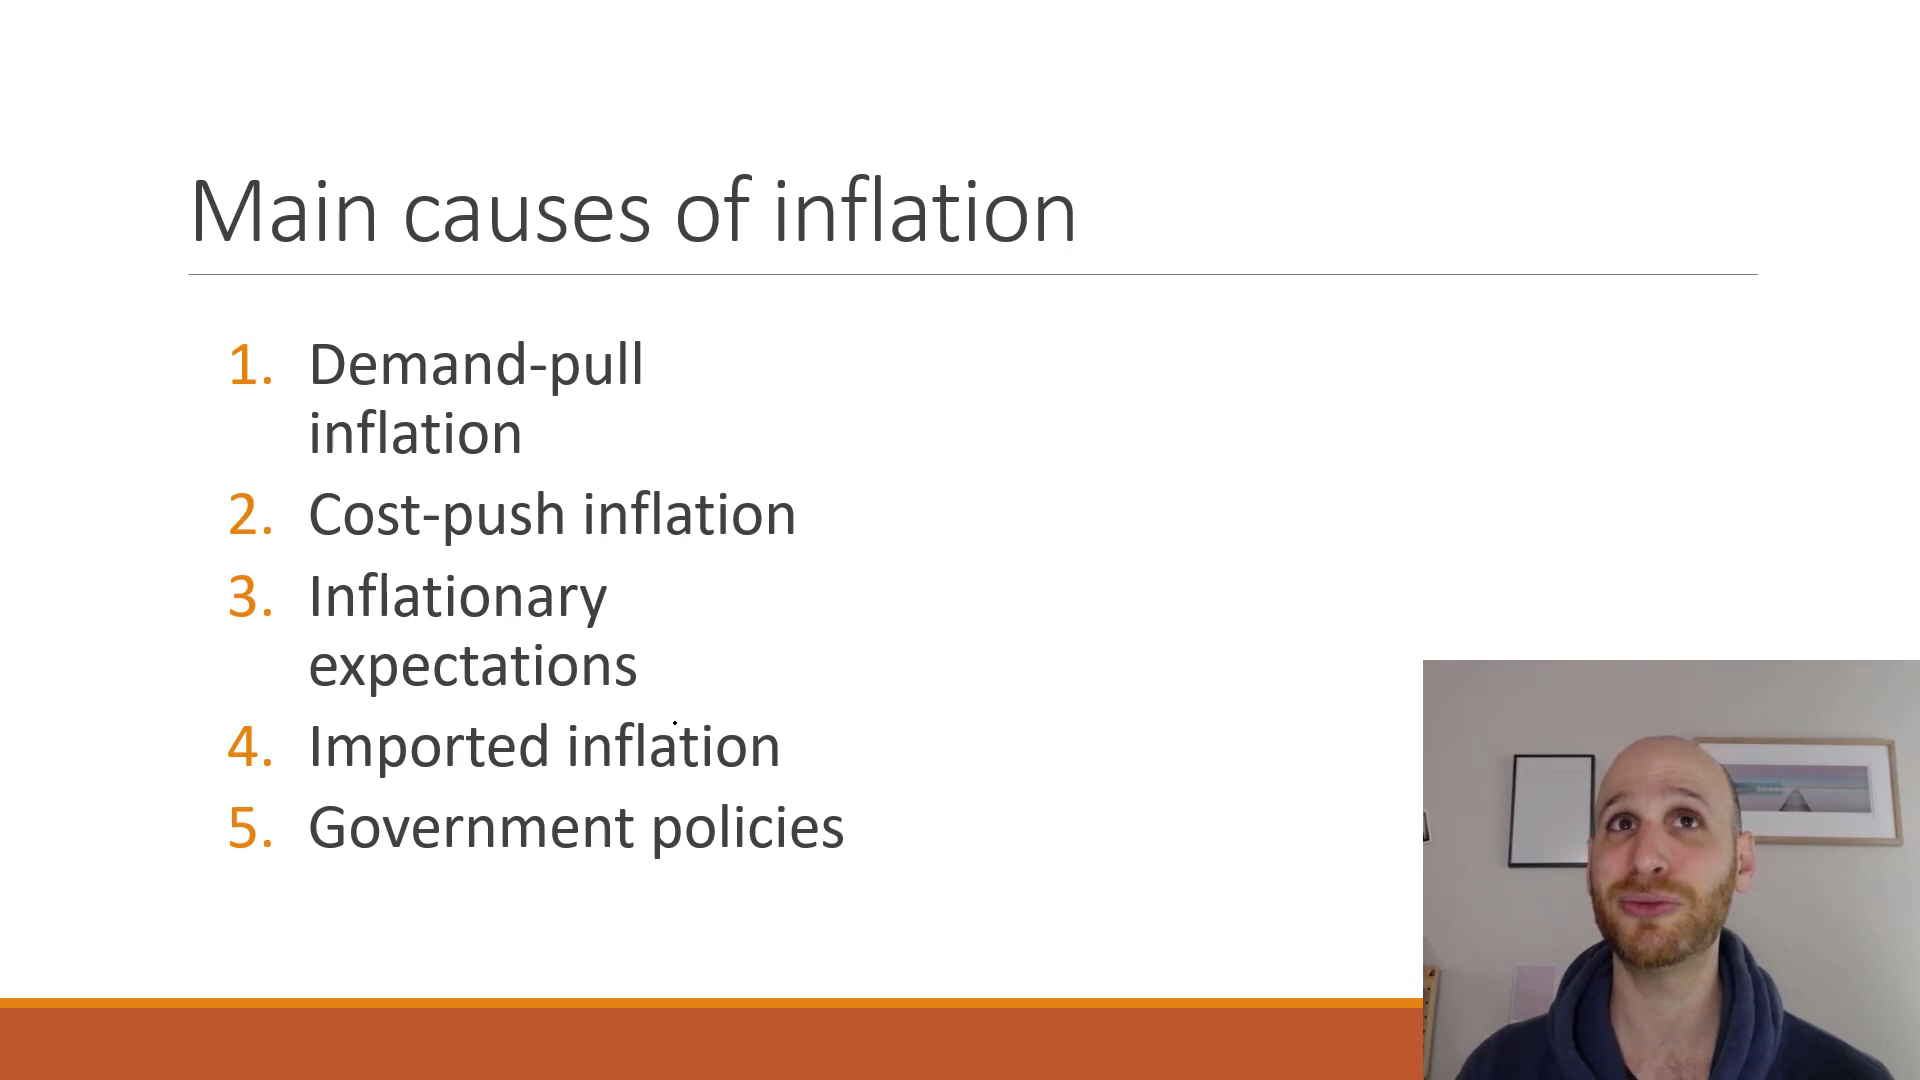 Main causes of inflation
1. Demand-pull
inflation
2. Cost-push inflation
3. Inflationary
expectations
4. Imported inflation
5. Government policies